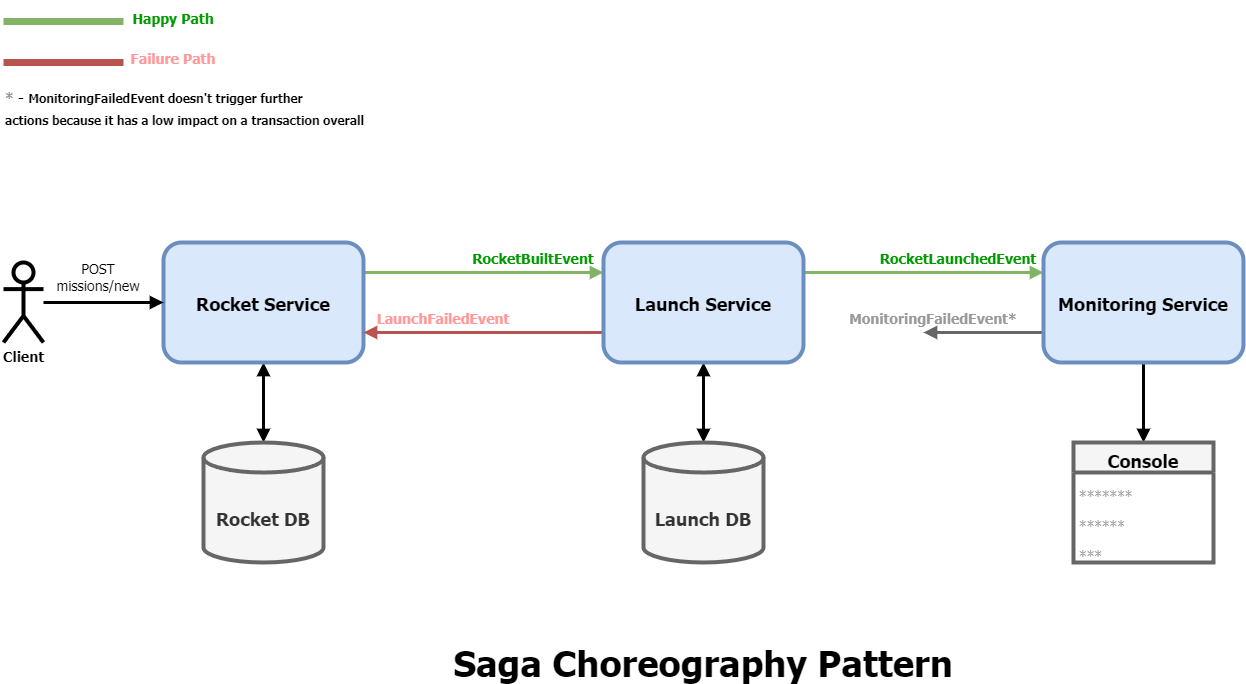 Happy Path
Failure Path
* - MonitoringFailedEvent doesn't trigger further
actions because it has a low impact on a transaction overall
POST
missions/new
Client
Rocket Service
RocketBuiltEvent
LaunchFailedEvent
Launch Service
RocketLaunchedEvent
MonitoringFailedEvent*
Monitoring Service
Rocket DB
Launch DB
Console
*******
******
***
Saga Choreography Pattern